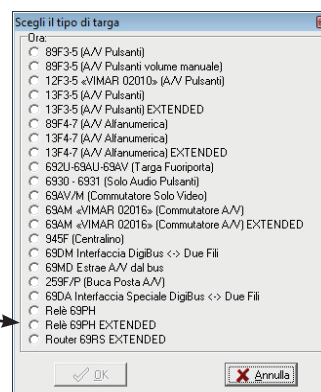 Scegli il tipo di targa
Ora:
89F3-5 (A/V Pulsanti)
89F3-5 (A/V Pulsanti volume manuale)
12F3-5 «VIMAR 02010» (A/V Pulsanti)
13F3-5 (A/V Pulsanti)
13F3-5 (A/V Pulsanti) EXTENDED
89F4-7 (A/V Alfanumerica)
13F4-7 (A/V Alfanumerica)
13F4-7 (A/V Alfanumerica) EXTENDED
692U-69AU-69AV (Targa Fuoriporta)
6930 - 6931 (Solo Audio Pulsanti)
69AV/M (Commutatore Solo Video)
69AM «VIMAR 02016» (Commutatore A/V)
69AM «VIMAR 02016» (Commutatore A/V) EXTENDED
945F (Centralino)
69DM Interfaccia DigiBus <-> Due Fili
69MD Estrae A/V dal bus
259F/P (Buca Posta A/V)
69DA Interfaccia Speciale DigiBus <-> Due Fili
Relè 69PH
Relè 69PH EXTENDED
Router 69RS EXTENDED
OK Annulla